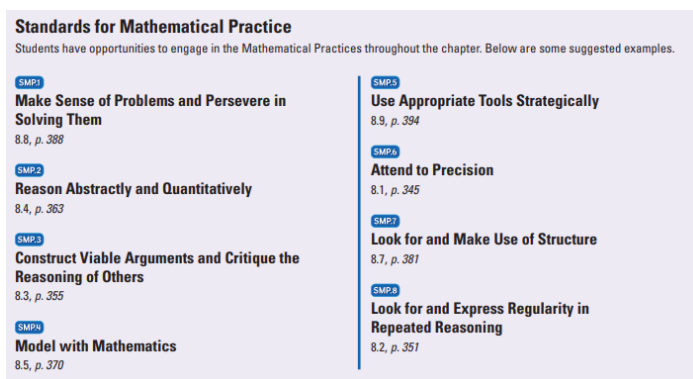 Standards for Mathematical Practice
Students have opportunities to engage in the Mathematical Practices throughout the chapter. Below are some suggested examples.
SMP.1
Make Sense of Problems and Persevere in
Solving Them
8.8, p. 388
SMP.2
Reason Abstractly and Quantitatively
8.4, p. 363
SMP.3
Construct Viable Arguments and Critique the
Reasoning of Others
8.3, p. 355
SMP.4
Model with Mathematics
8.5, p. 370
SMP.5
Use Appropriate Tools Strategically
8.9, p. 394
SMP.6
Attend to Precision
8.1, p. 345
SMP.7
Look for and Make Use of Structure
8.7, p. 381
SMP.8
Look for and Express Regularity in
Repeated Reasoning
8.2, p. 351